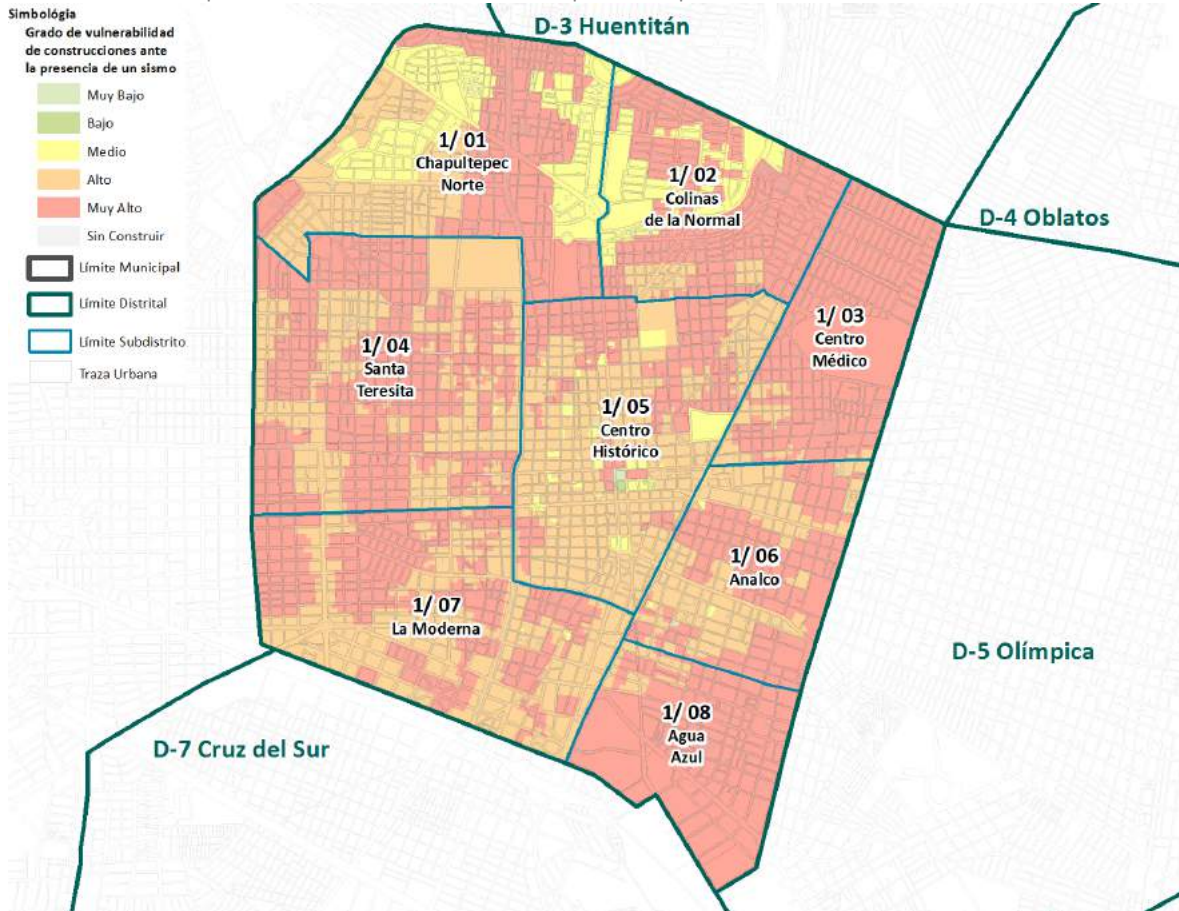 Simbológia
Grado de vulnerabilidad
de construcciones ante
la presencia de un sismo
Muy Bajo
Bajo
Medio
Alto
Muy Alto
Sin Construir
Límite Municipal
Límite Distrital
Límite Subdistrito
Traza Urbana
D-3 Huentitán
1/ 01
Chapultepec
Norte
1/ 02
Colinas
de la Normal
D-4 Oblatos
1/ 03
Centro
Médico
1/ 04
Santa
Teresita
1/ 05
Centro
Histórico
1/ 06
Analco
1/ 07
La Moderna
D-5 Olímpica
1/ 08
Agua
Azul
D-7 Cruz del Sur